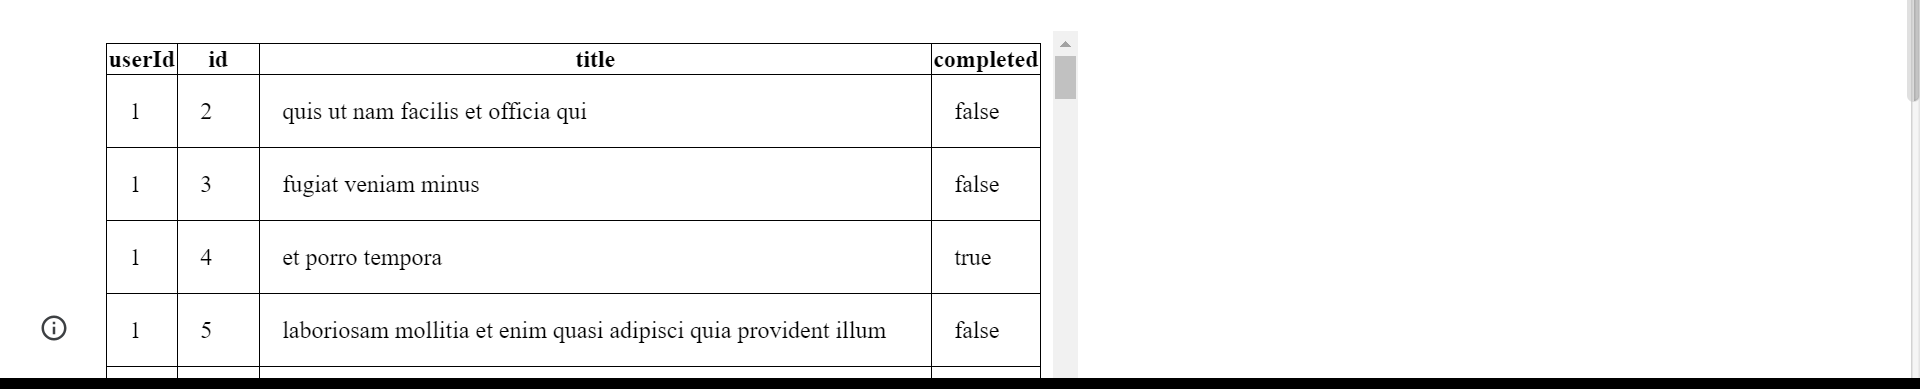 userId id title completed
1 2 quis ut nam facilis et officia qui false
1 3 fugiat veniam minus false
1 4 et porro tempora true
1 5 laboriosam mollitia et enim quasi adipisci quia provident illum false